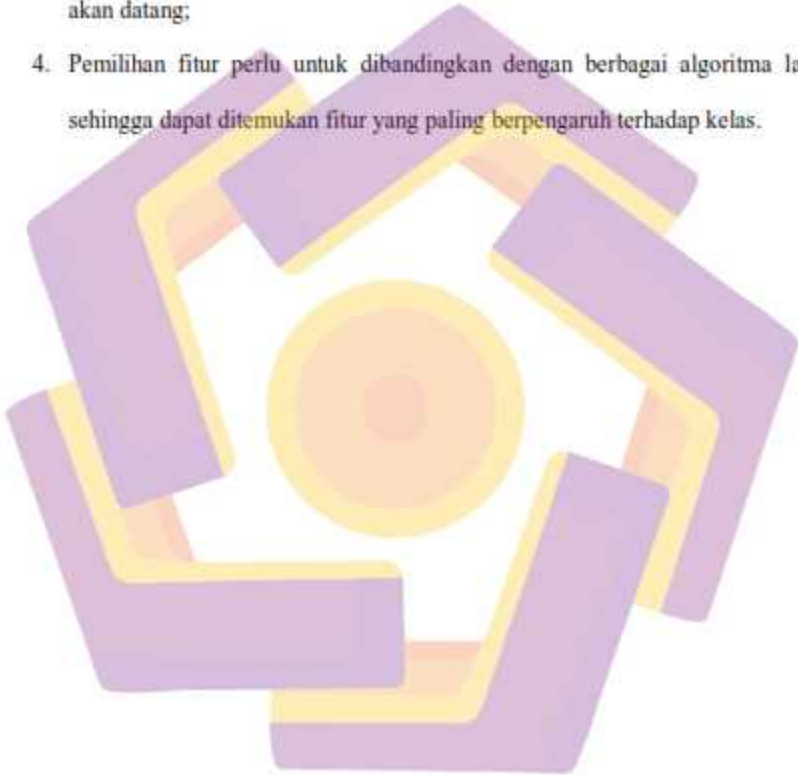 akan datang;
4. Pemilihan fitur perlu untuk dibandingkan dengan berbagai algoritma
sehingga dapat ditemukan fitur yang paling berpengaruh terhadap kelas.